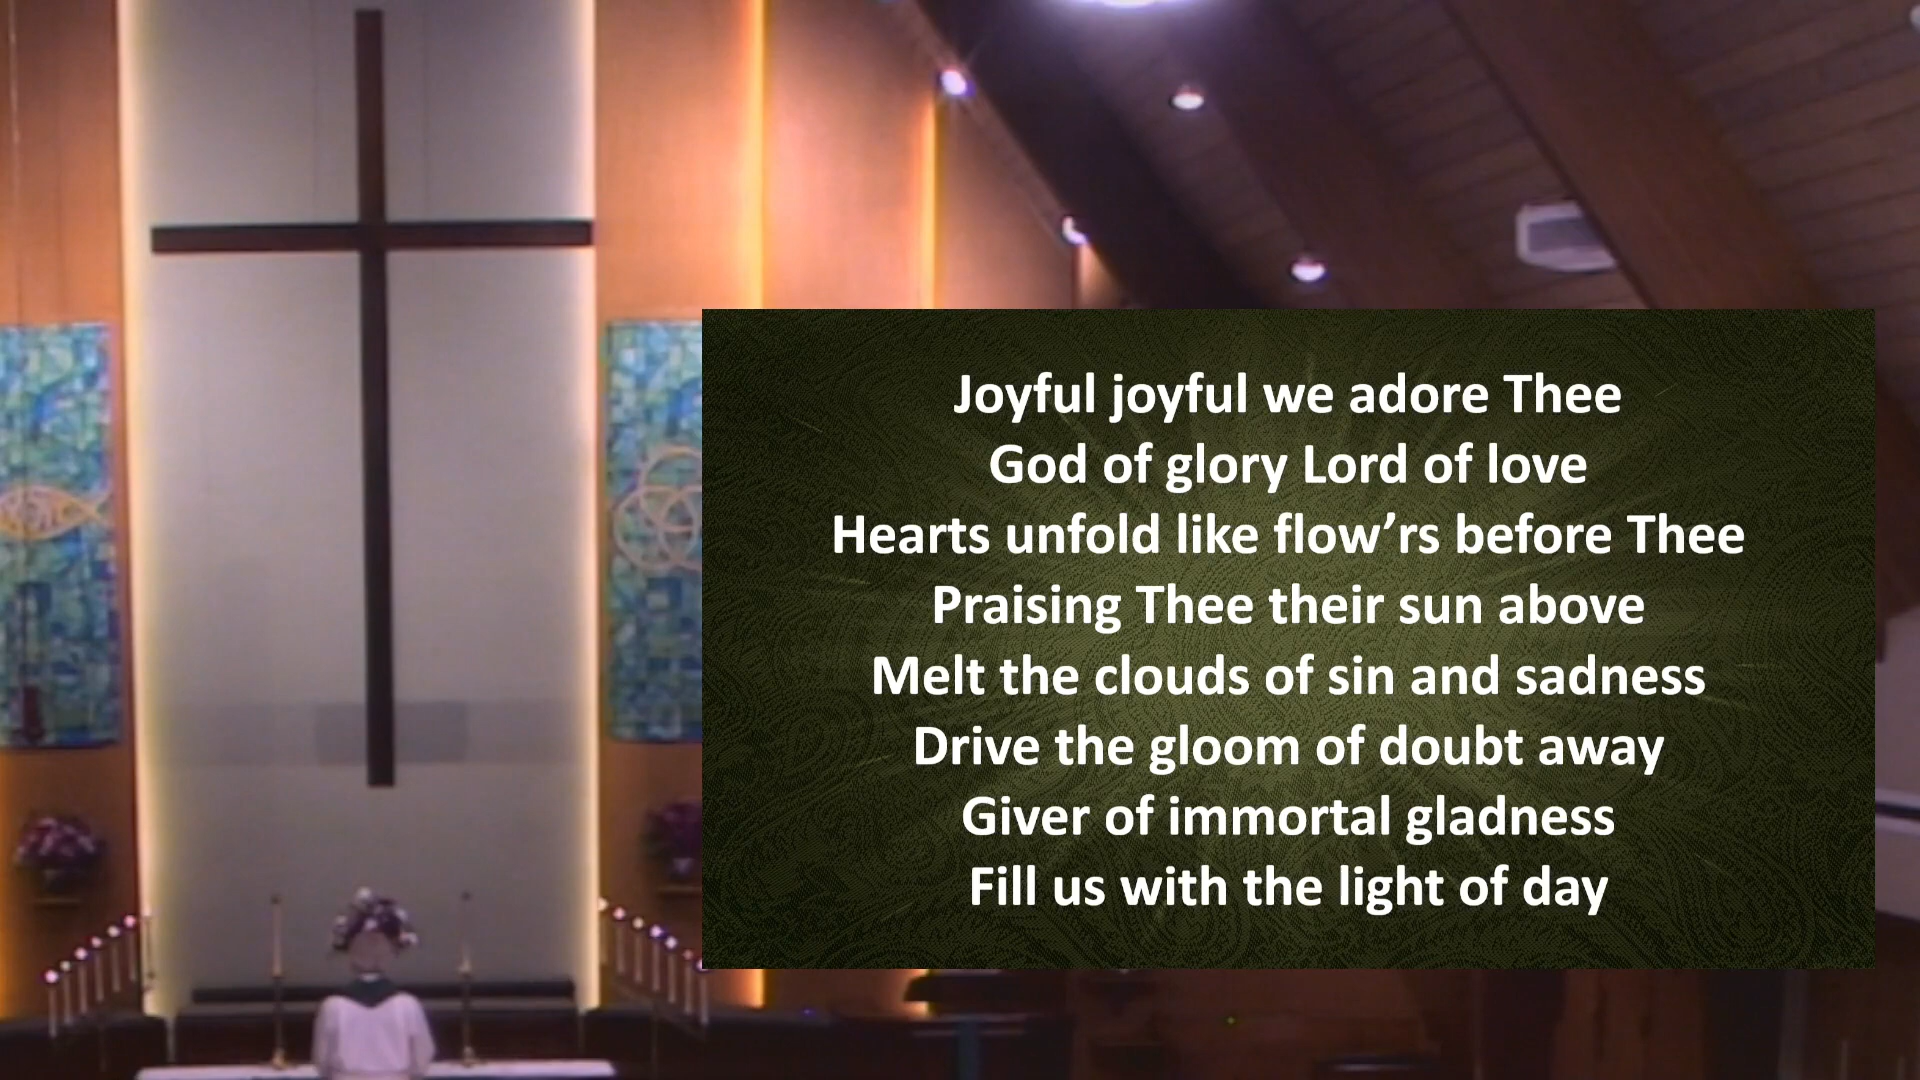 Joyful joyful we adore Thee
God of glory Lord of love
Hearts unfold like flow’rs before Thee
Praising Thee their sun above
Melt the clouds of sin and sadness
Drive the gloom of doubt away
Giver of immortal gladness
Fill us with the light of day